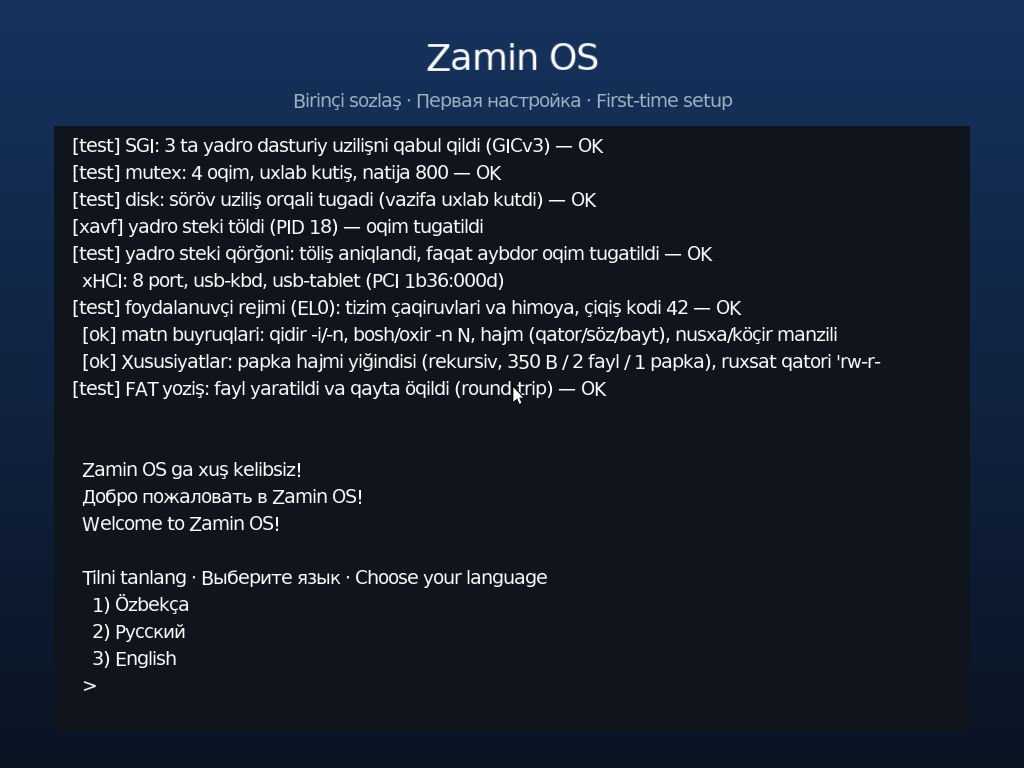 Zamin OS
Birinçi sozlaş · Первая настройка · First-time setup
[test] SGI: 3 ta yadro dasturiy uzilişni qabul qildi (GICv3) — OK
[test] mutex: 4 oqim, uxlab kutiş, natija 800 — OK
[test] disk: söröv uziliş orqali tugadi (vazifa uxlab kutdi) — OK
[xavf] yadro steki töldi (PID 18) — oqim tugatildi
[test] yadro steki qörğoni: töliş aniqlandi, faqat aybdor oqim tugatildi — OK
xHCI: 8 port, usb-kbd, usb-tablet (PCI 1b36:000d)
[test] foydalanuvçi rejimi (EL0): tizim çaqiruvlari va himoya, çiqiş kodi 42 — OK
[ok] matn buyruqlari: qidir -i/-n, bosh/oxir -n N, hajm (qator/söz/bayt), nusxa/köçir manzili
[ok] Xususiyatlar: papka hajmi yiğindisi (rekursiv, 350 B / 2 fayl / 1 papka), ruxsat qatori 'rw-r-
[test] FAT yoziş: fayl yaratildi va qayta öqildi (round trip) — OK
Zamin OS ga xuş kelibsiz!
Добро пожаловать в Zamin OS!
Welcome to Zamin OS!
Tilni tanlang · Выберите язык · Choose your language
1) Özbekça
2) Русский
3) English
>